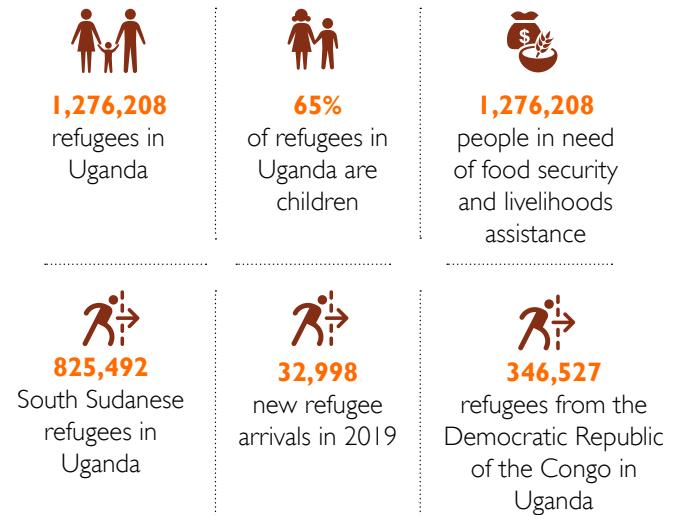 $
1,276,208
refugees in
Uganda
65%
of refugees in
Uganda are
children
1,276,208
people in need
of food security
and livelihoods
assistance
825,492
South Sudanese
refugees in
Uganda
32,998
new refugee
arrivals in 2019
346,527
refugees from the
Democratic Republic
of the Congo in
Uganda